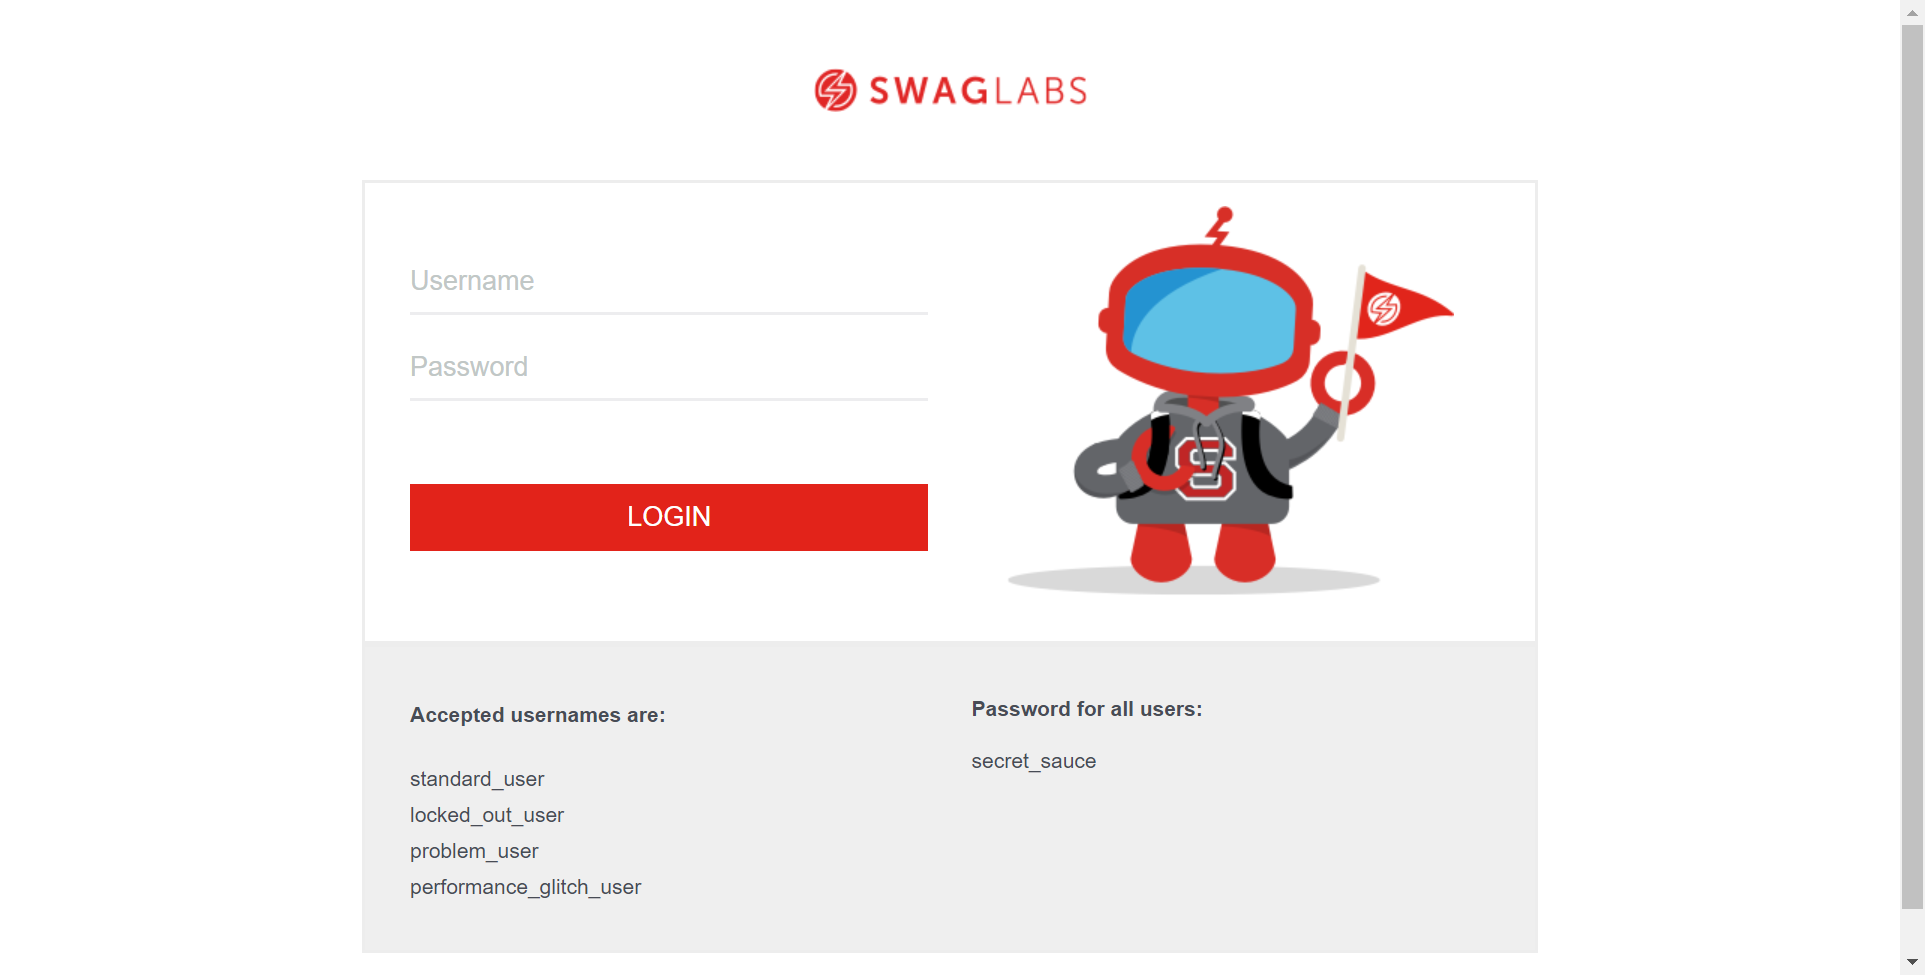 SWAGLABS
Username
Password
LOGIN
S
Accepted usernames are:
standard_user
locked_out_user
problem_user
performance_glitch_user
Password for all users:
secret_sauce